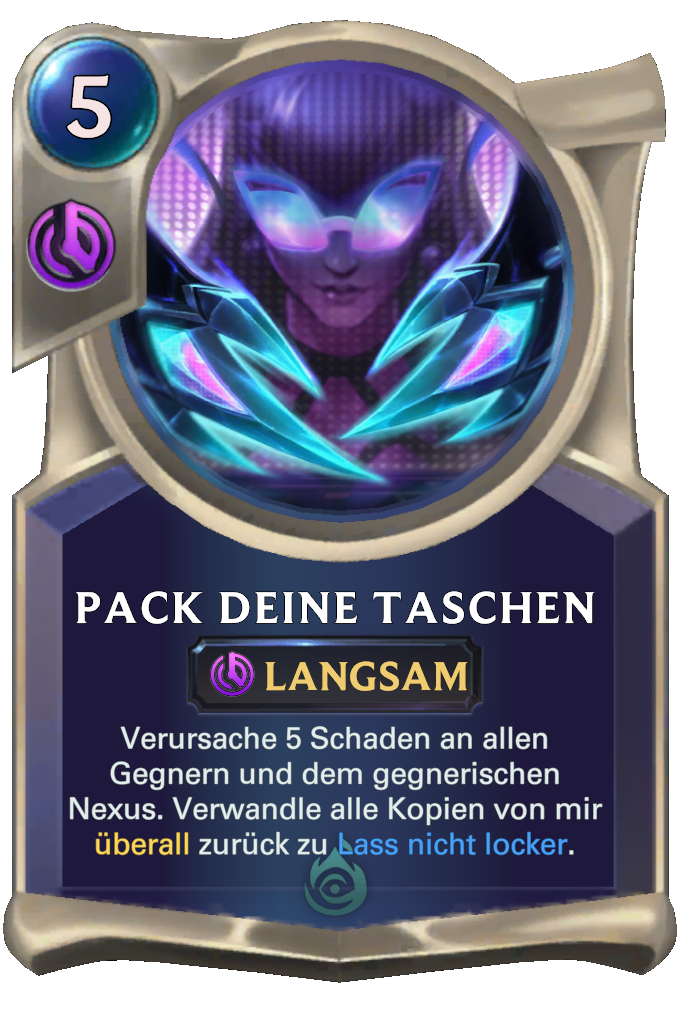 5
PACK DEINE TASCHEN
LANGSAM
Verursache 5 Schaden an allen
Gegnern und dem gegnerischen
Nexus. Verwandle alle Kopien von mir
überall zurück zu Lass nicht locker.